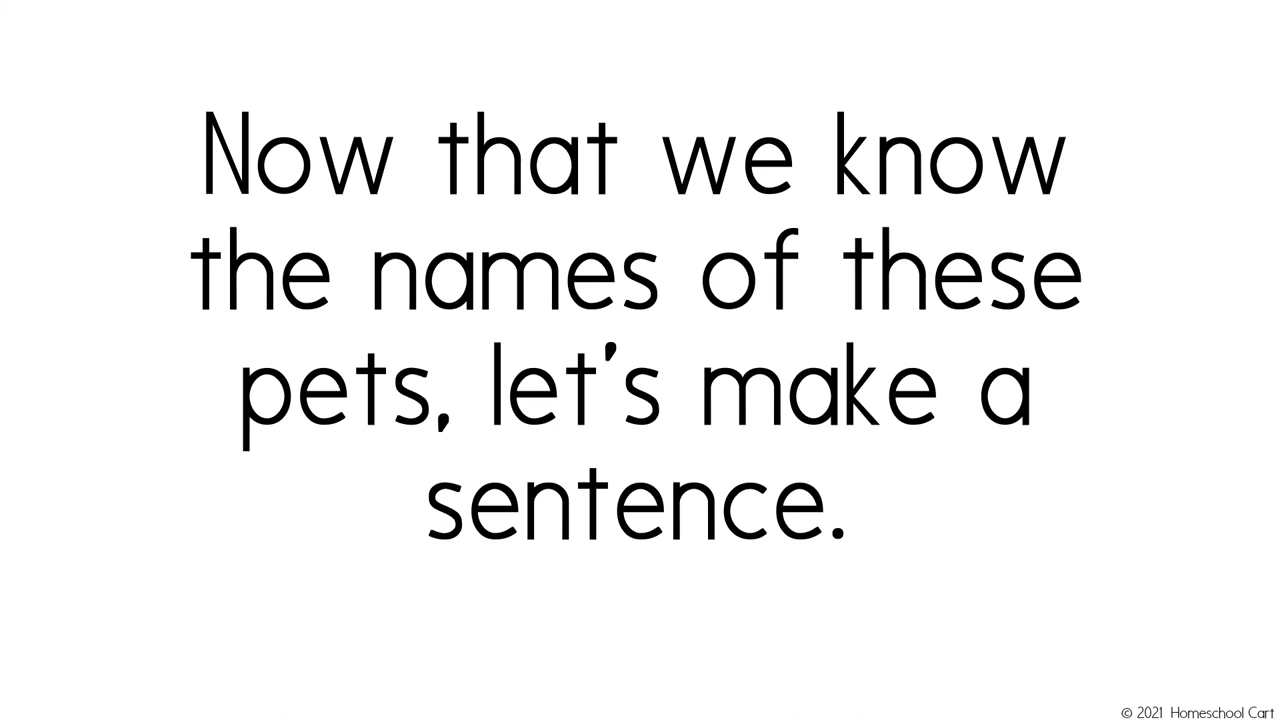 Now that we know
the names of these
pets, let's make a
sentence.
© 2021 Homeschool Cart